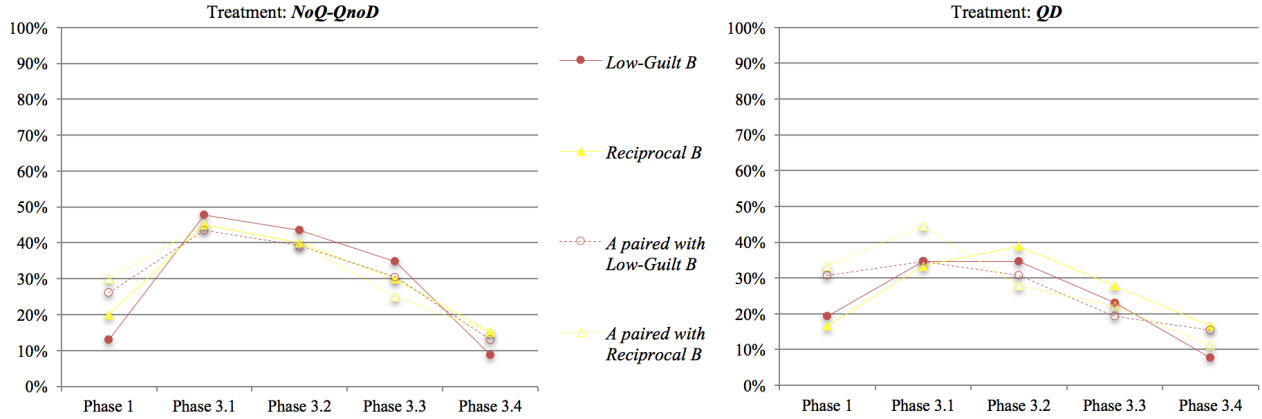 Treatment: NoQ-QnoD
100%
90%
80%
70%
60%
50%
40%
30%
20%
10%
0%
Phase 1 Phase 3.1 Phase 3.2 Phase 3.3 Phase 3.4
Low-Guilt B
Reciprocal B
A paired with
Low-Guilt B
A paired with
Reciprocal B
Treatment: QD
100%
90%
80%
70%
60%
50%
40%
30%
20%
10%
0%
Phase 1 Phase 3.1 Phase 3.2 Phase 3.3 Phase 3.4